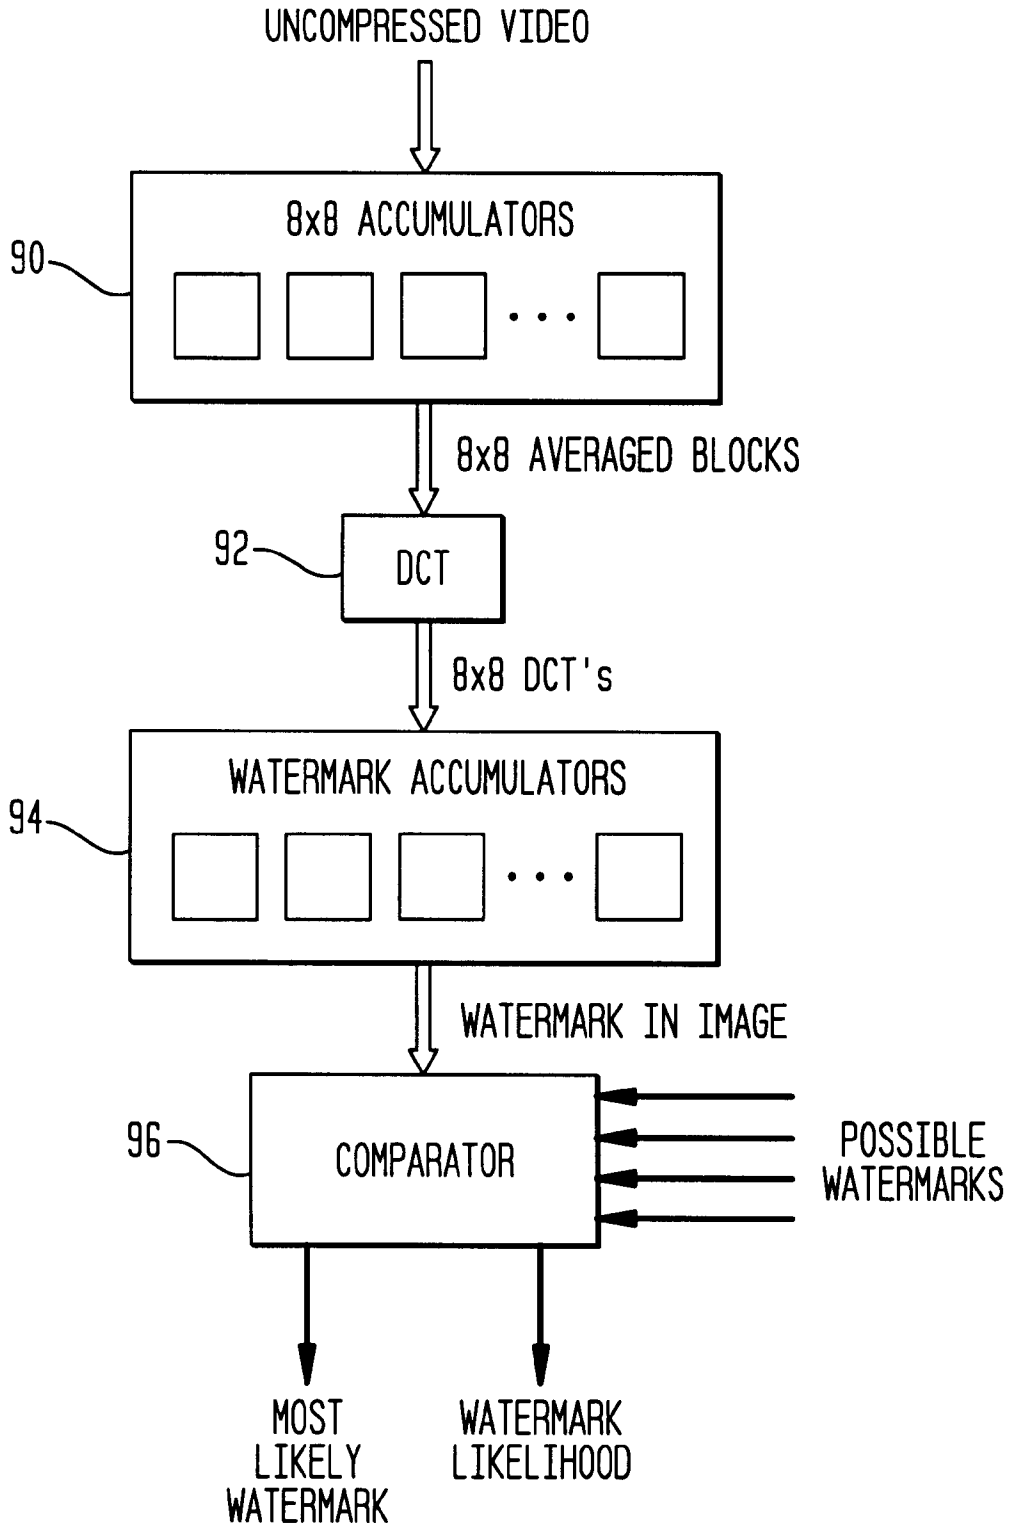 UNCOMPRESSED VIDEO
8x8 ACCUMULATORS
90
8x8 AVERAGED BLOCKS
92
DCT
8x8 DCT's
WATERMARK ACCUMULATORS
94
WATERMARK IN IMAGE
96
COMPARATOR
POSSIBLE
WATERMARKS
MOST
LIKELY
WATERMARK
WATERMARK
LIKELIHOOD